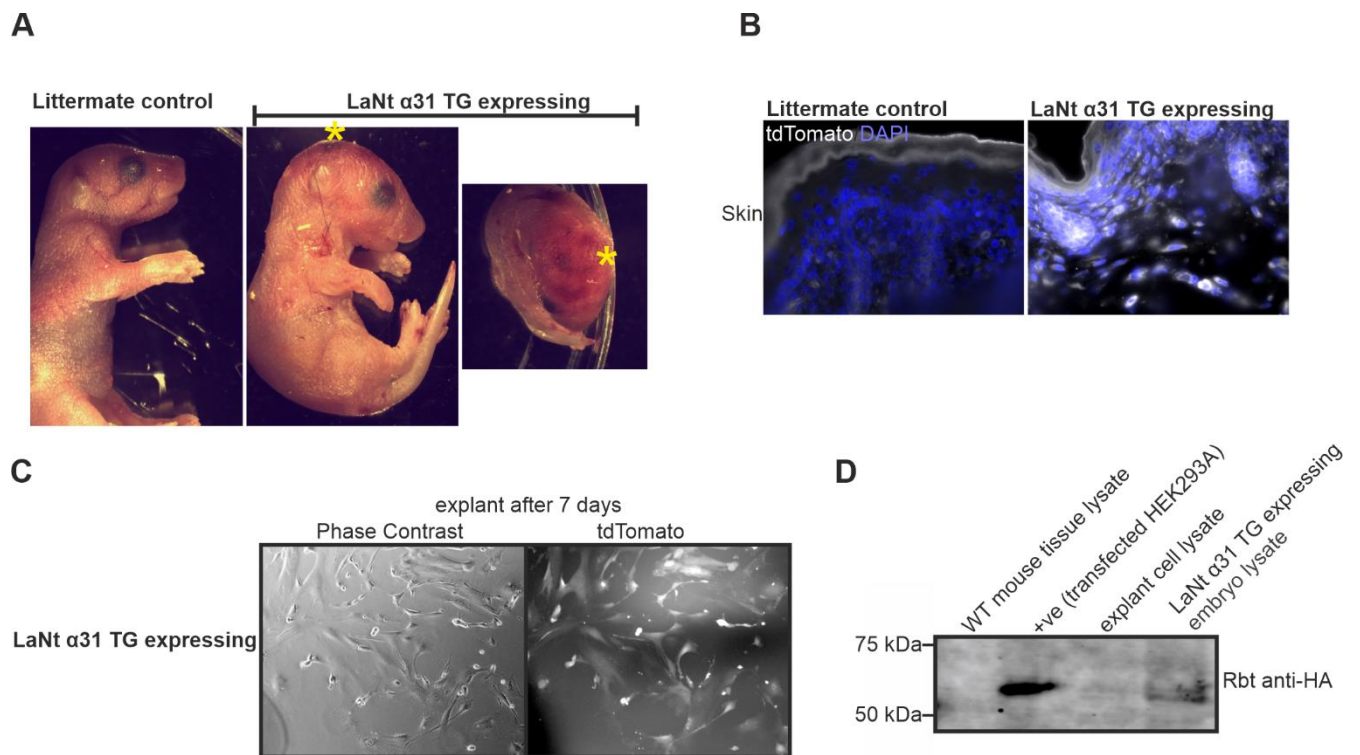 A
Littermate control
LaNt α31 TG expressing
*
*
B
Littermate control
LaNt α31 TG expressing
tdTomato DAPI
Skin
C
explant after 7 days
Phase Contrast
tdTomato
LaNt α31 TG expressing
D
WT mouse tissue lysate
+ve (transfected HEK293A)
explant cell lysate
LaNt α31 TG expressing
embryo lysate
75 kDa
50 kDa
Rbt anti-HA